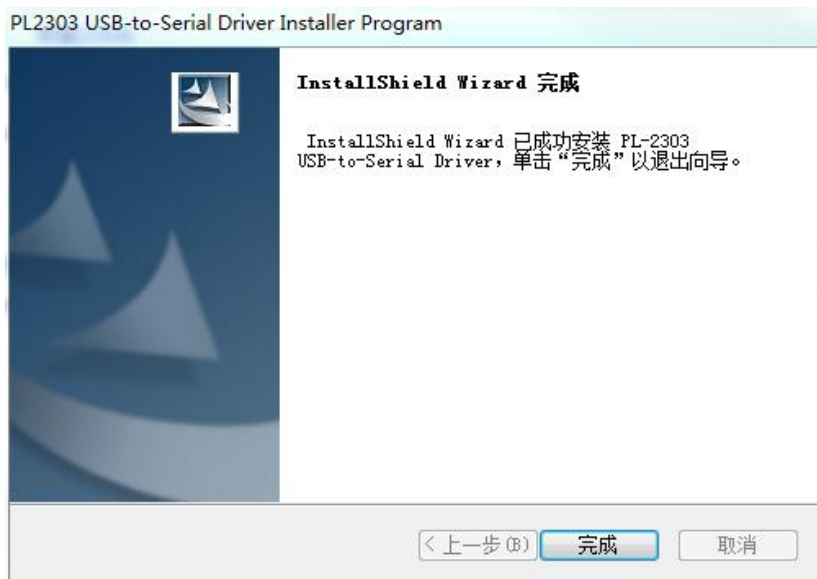 PL2303 USB-to-Serial Driver Installer Program
InstallShield Wizard 完成
InstallShield Wizard 已成功安装 PL-2303
USB-to-Serial Driver，单击“完成”以退出向导。
< 上一步(B)
完成
取消